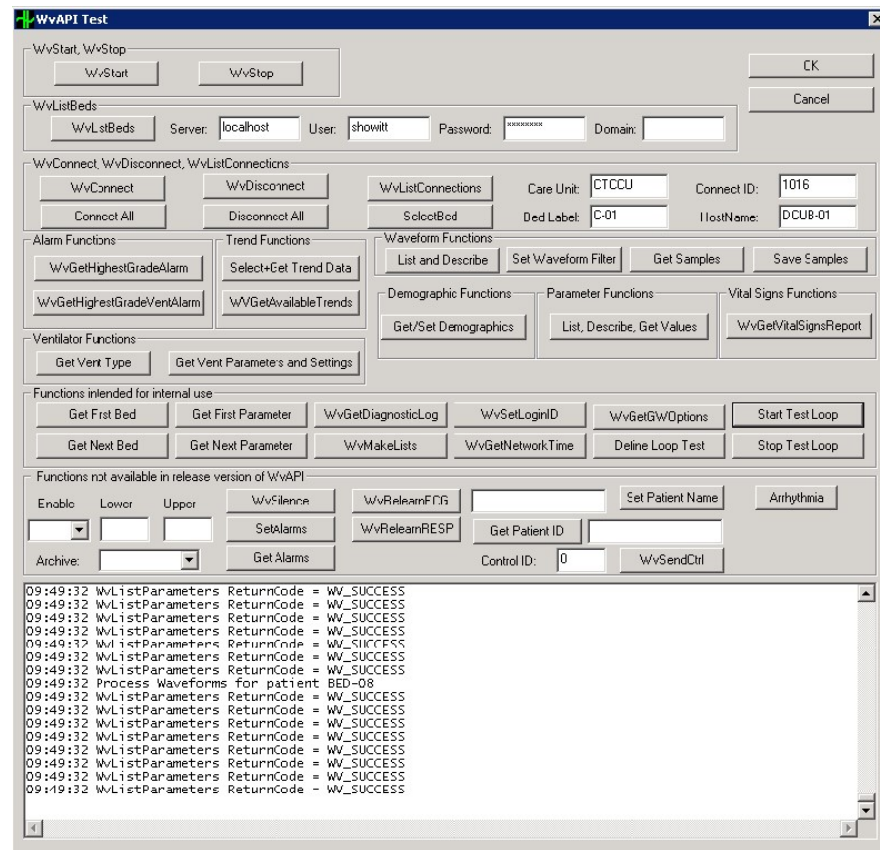 WvAPI Test
WvStart, WvStop
WvStart WvStop
OK
Cancel
WvListBeds
WvListBeds Server: localhost User: showitt Password: xxxxxxxx Domain:
WvConnect, WvDisconnect, WvListConnections
WvConnect WvDisconnect WvListConnections Care Unit: CTCCU Connect ID: 1016
Connect All Disconnect All SelectBed Bed Label: C-01 HostName: DCUB-01
Alarm Functions
WvGetHighestGradeAlarm
WvGetHighestGradeVentAlarm
Trend Functions
Select+Get Trend Data
WVGetAvailableTrends
Waveform Functions
List and Describe Set Waveform Filter Get Samples Save Samples
Demographic Functions
Get/Set Demographics
Parameter Functions
List, Describe, Get Values
Vital Signs Functions
WvGetVitalSignsReport
Ventilator Functions
Get Vent Type Get Vent Parameters and Settings
Functions intended for internal use
Get First Bed Get First Parameter WvGetDiagnosticLog WvSetLoginID WvGetGWOptions Start Test Loop
Get Next Bed Get Next Parameter WvMakeLists WvGetNetworkTime Define Loop Test Stop Test Loop
Functions not available in release version of WvAPI
Enable Lower Upper WvSilence WvRelearnECG Set Patient Name Arrhythmia
SetAlarms WvRelearnRESP Get Patient ID
Archive: Get Alarms Control ID: 0 WvSendCtrl
09:49:32 WvListParameters ReturnCode = WV_SUCCESS
09:49:32 WvListParameters ReturnCode = WV_SUCCESS
09:49:32 WvListParameters ReturnCode = WV_SUCCESS
09:49:32 WvListParameters ReturnCode = WV_SUCCESS
09:49:32 WvListParameters ReturnCode = WV_SUCCESS
09:49:32 WvListParameters ReturnCode = WV_SUCCESS
09:49:32 WvListParameters ReturnCode = WV_SUCCESS
09:49:32 Process Waveforms for patient BED-08
09:49:32 WvListParameters ReturnCode = WV_SUCCESS
09:49:32 WvListParameters ReturnCode = WV_SUCCESS
09:49:32 WvListParameters ReturnCode = WV_SUCCESS
09:49:32 WvListParameters ReturnCode = WV_SUCCESS
09:49:32 WvListParameters ReturnCode = WV_SUCCESS
09:49:32 WvListParameters ReturnCode = WV_SUCCESS
09:49:32 WvListParameters ReturnCode = WV_SUCCESS
09:49:32 WvListParameters ReturnCode = WV_SUCCESS